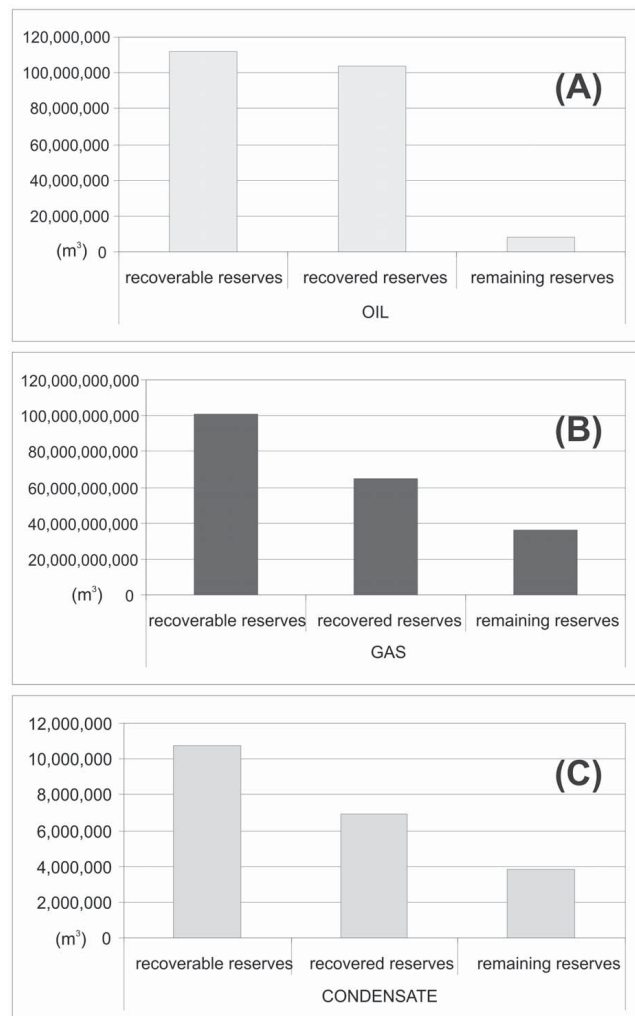 120,000,000
100,000,000
(A)
80,000,000
60,000,000
40,000,000
20,000,000
(m³) 0
recoverable reserves recovered reserves remaining reserves
OIL
120,000,000,000
100,000,000,000
(B)
80,000,000,000
60,000,000,000
40,000,000,000
20,000,000,000
(m³) 0
recoverable reserves recovered reserves remaining reserves
GAS
12,000,000
10,000,000
(C)
8,000,000
6,000,000
4,000,000
2,000,000
(m³) 0
recoverable reserves recovered reserves remaining reserves
CONDENSATE